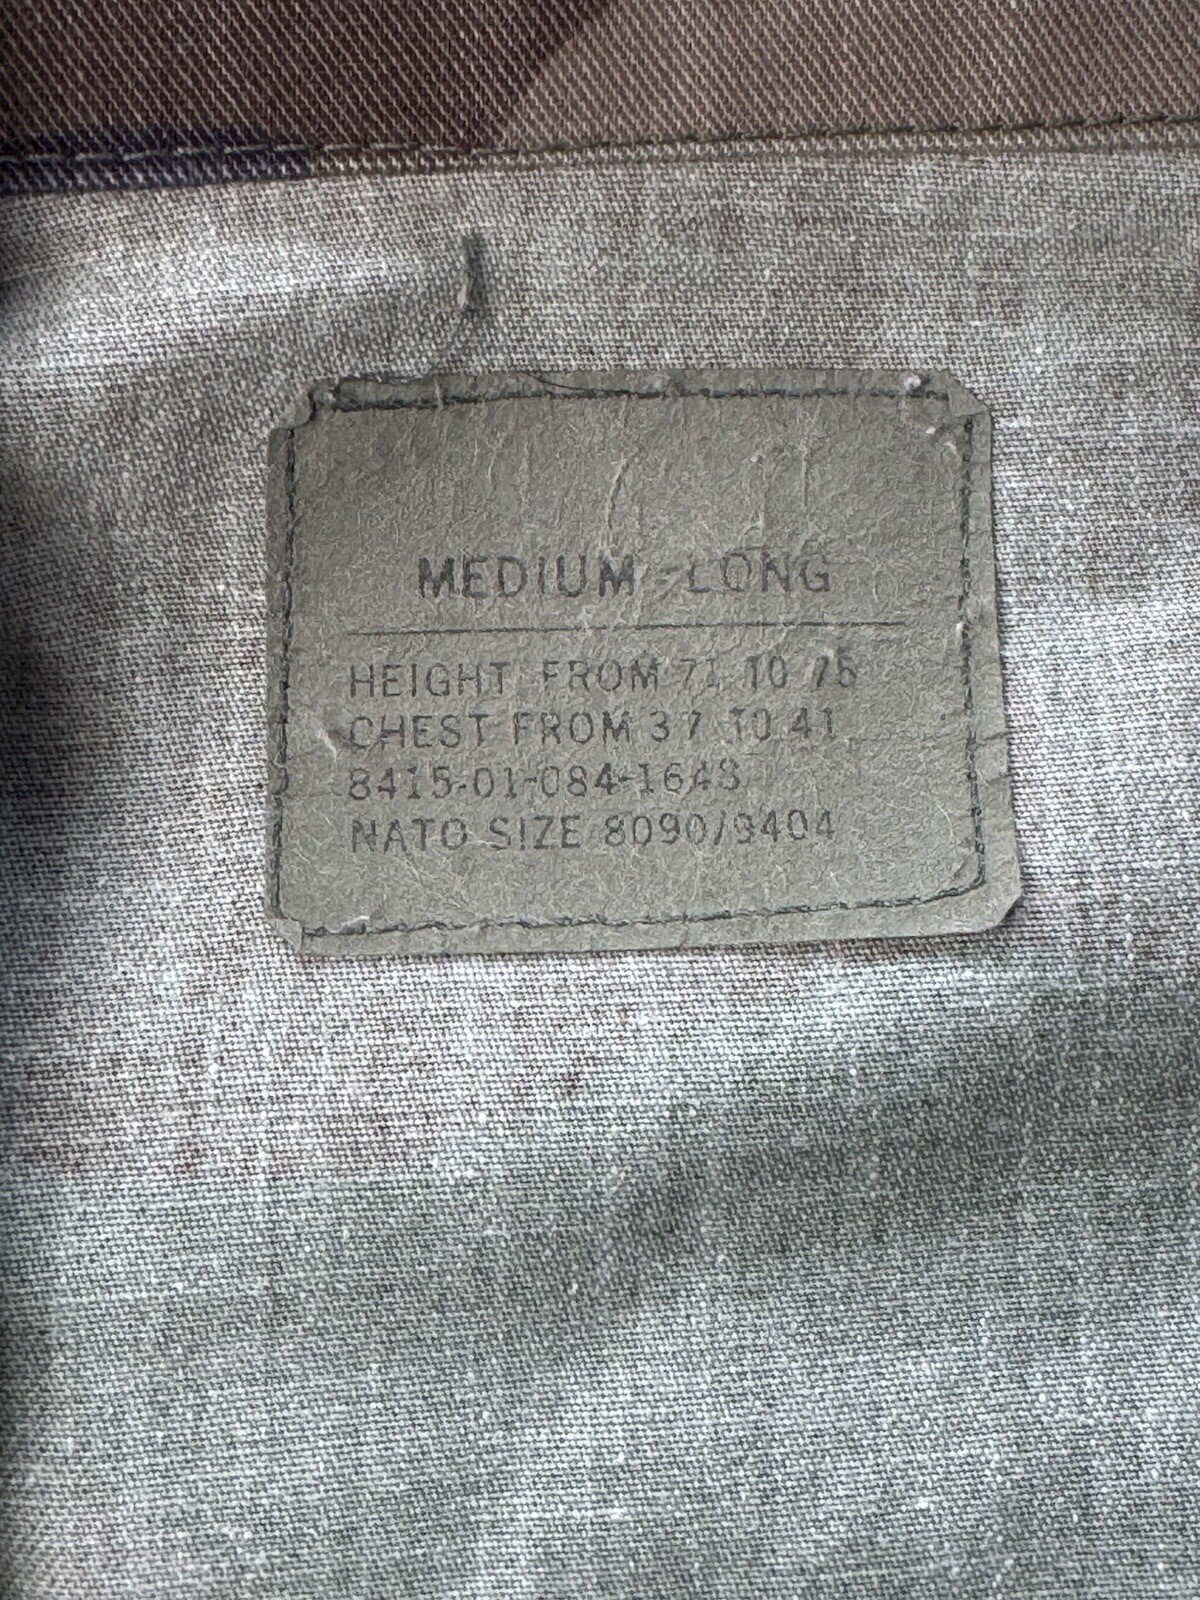 MEDIUM-LONG
HEIGHT FROM 71 TO 75
CHEST FROM 37 TO 41
8415-01-084-1648
NATO SIZE 8090/9404